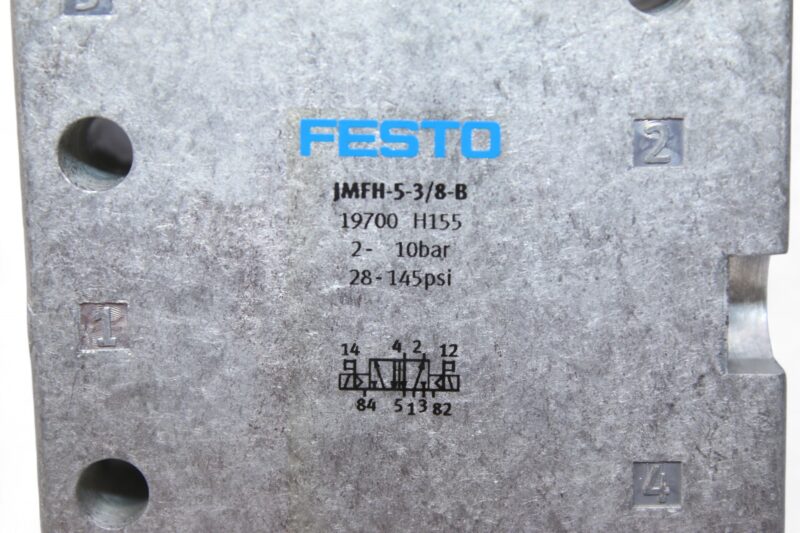 FESTO
2
JMFH-5-3/8-B
19700 H155
2- 10bar
28-145psi
1
14 4 2 12
84 5 1 3 82
4